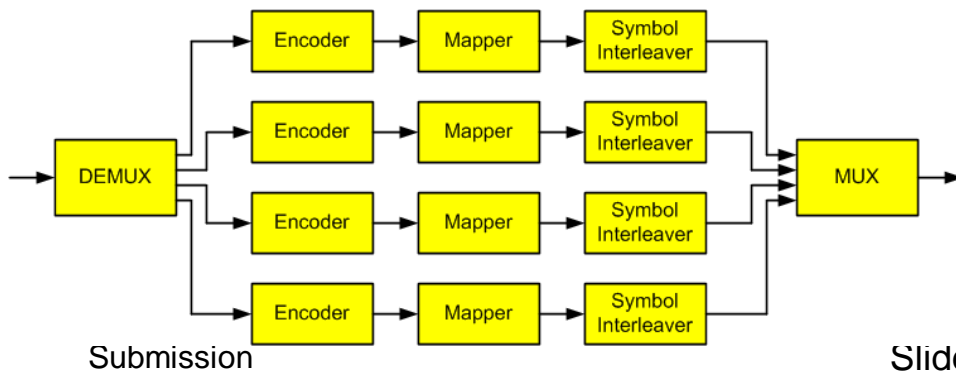 Encoder Mapper Symbol
Interleaver
Encoder Mapper Symbol
Interleaver
DEMUX MUX
Encoder Mapper Symbol
Interleaver
Encoder Mapper Symbol
Interleaver
Submission